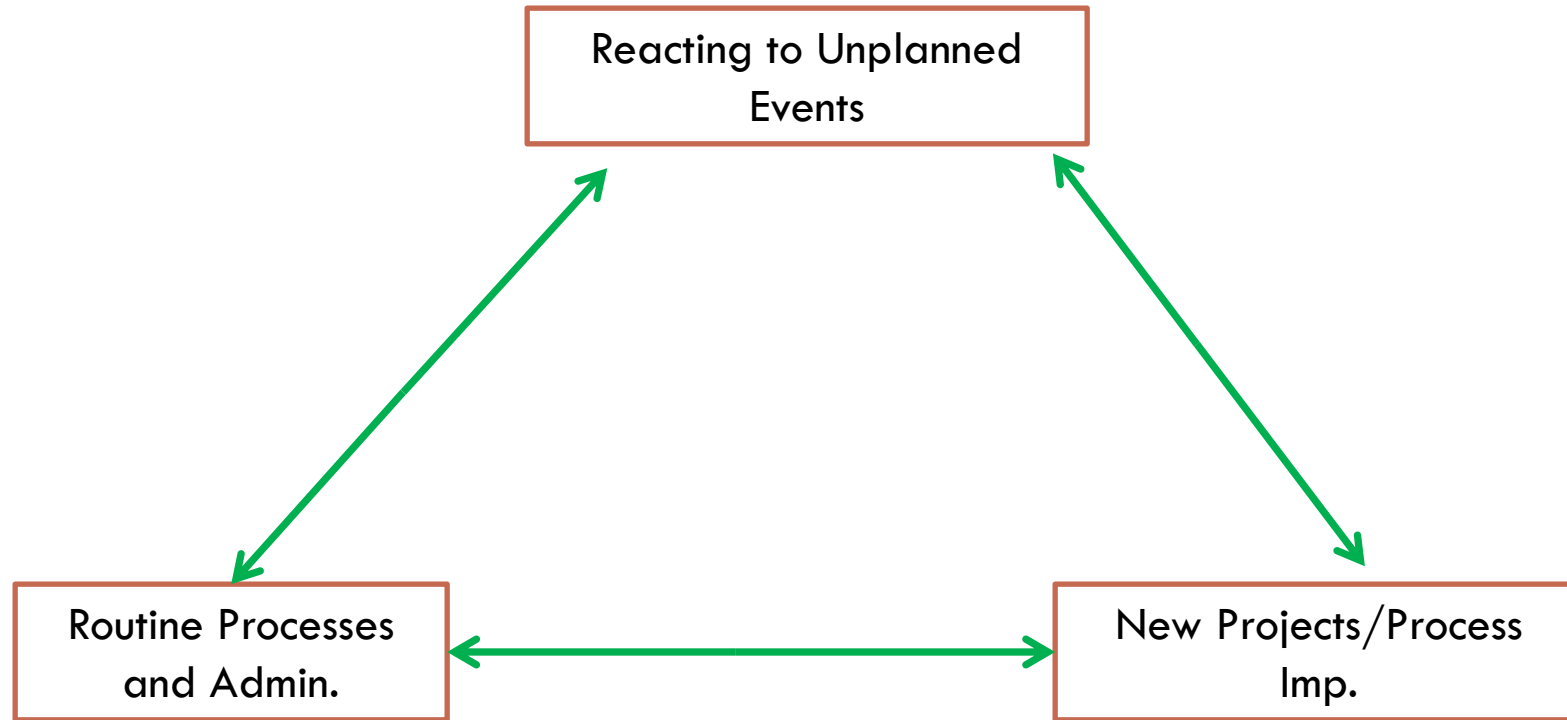 Reacting to Unplanned
Events
Routine Processes
and Admin.
New Projects/Process
Imp.